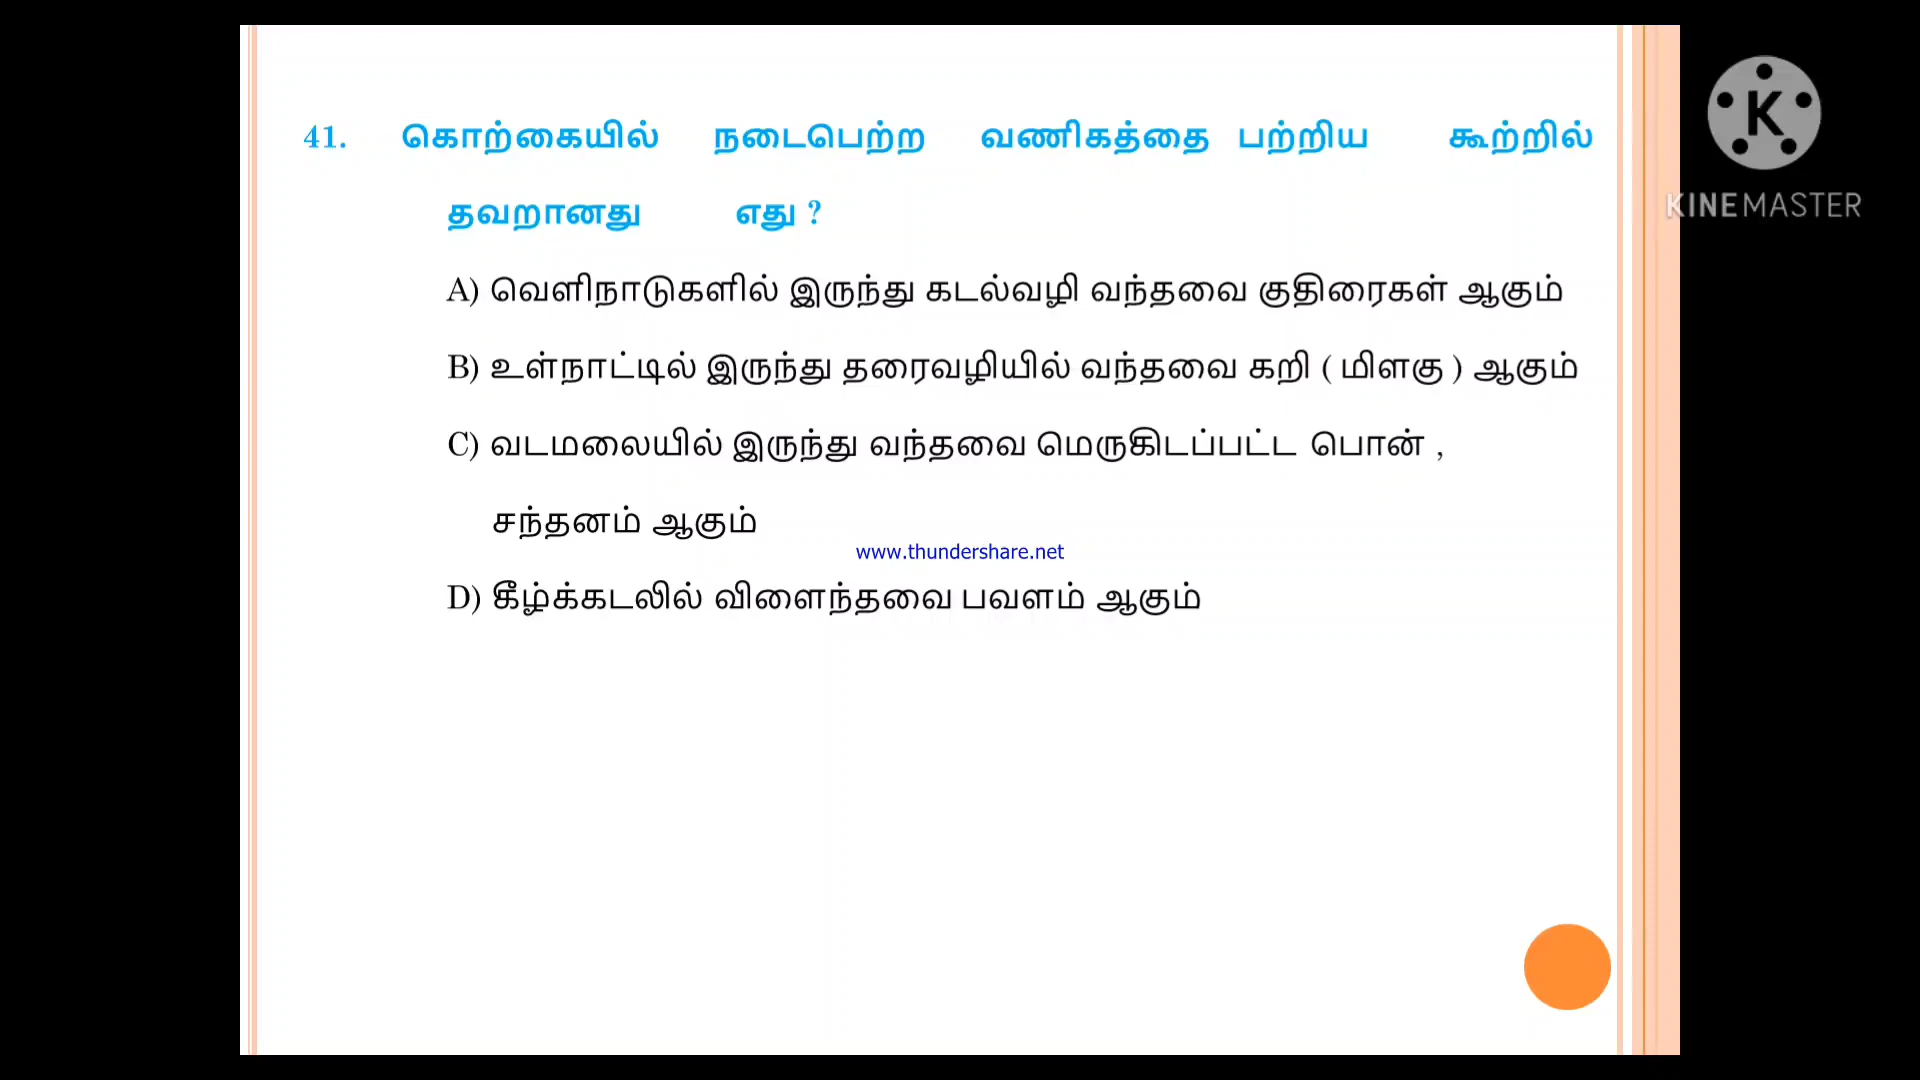 41. கொற்கையில் நடைபெற்ற வணிகத்தை பற்றிய கூற்றில்
தவறானது எது ?
A) வெளிநாடுகளில் இருந்து கடல்வழி வந்தவை குதிரைகள் ஆகும்
B) உள்நாட்டில் இருந்து தரைவழியில் வந்தவை கறி ( மிளகு ) ஆகும்
C) வடமலையில் இருந்து வந்தவை மெருகிடப்பட்ட பொன் ,
சந்தனம் ஆகும்
www.thundershare.net
D) கீழ்க்கடலில் விளைந்தவை பவளம் ஆகும்
K
KINEMASTER